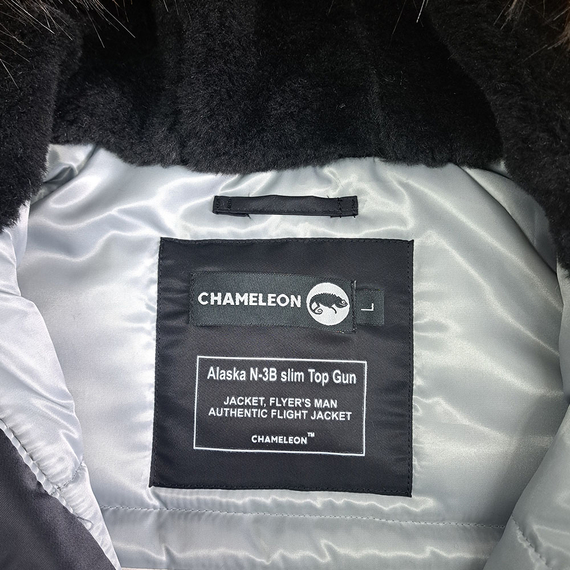 CHAMELEON
L
Alaska N-3B slim Top Gun
JACKET, FLYER'S MAN
AUTHENTIC FLIGHT JACKET
CHAMELEON™